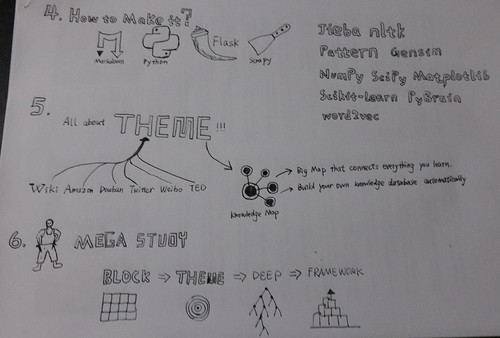 4. How to Make it?
Markdown Python Flask Scrapy
Jieba nltk
Pattern Gensim
NumPy SciPy Matplotlib
Scikit-Learn PyBrain
word2vec
5.
All about THEME!!!
Wiki Amazon Douban Twitter Weibo TED
Knowledge Map
Big Map that connects everything you learn.
Build your own knowledge database automatically
6. MEGA STUDY
BLOCK ⇒ THEME ⇒ DEEP ⇒ FRAMEWORK